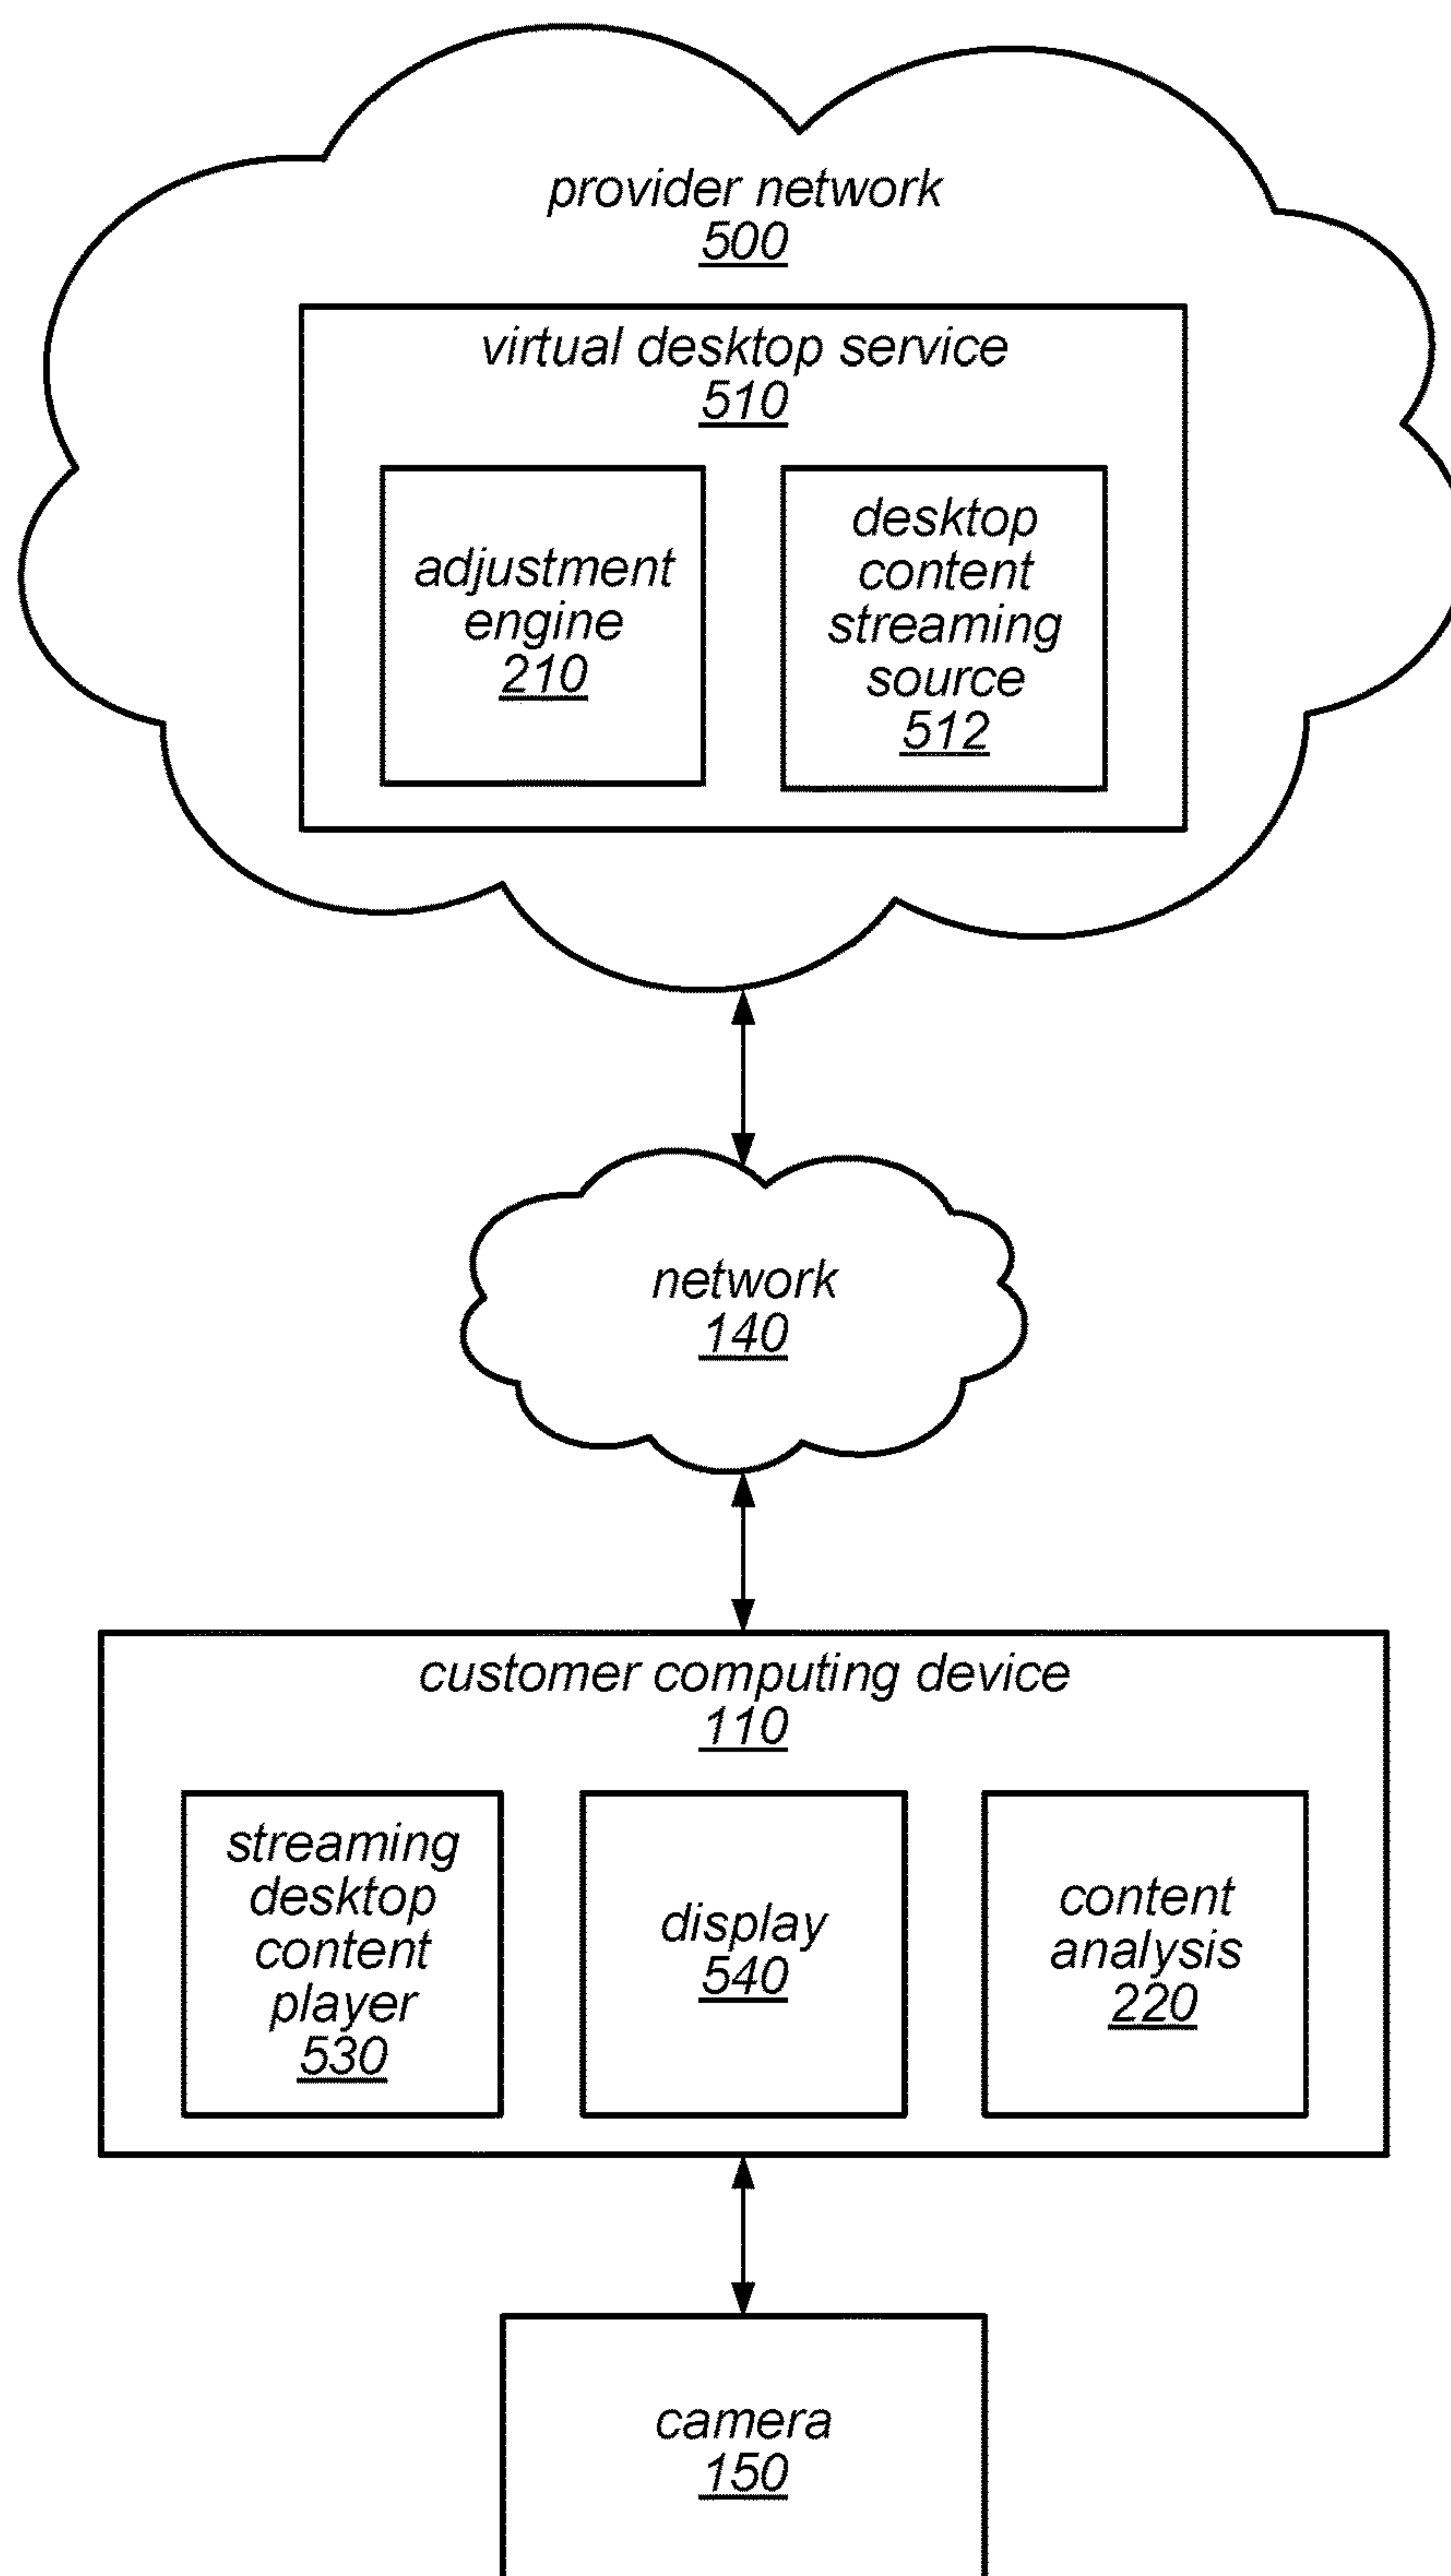 provider network
500
virtual desktop service
510
adjustment
engine
210
desktop
content
streaming
source
512
network
140
customer computing device
110
streaming
desktop
content
player
530
display
540
content
analysis
220
camera
150